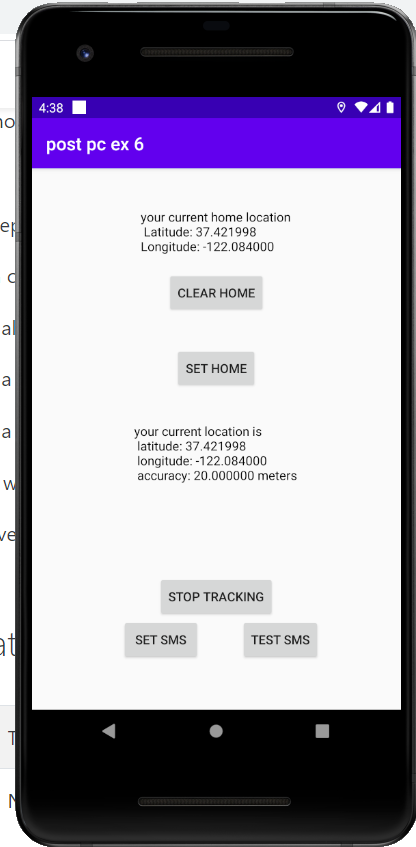 4:38
post pc ex 6
your current home location
Latitude: 37.421998
Longitude: -122.084000
CLEAR HOME
SET HOME
your current location is
latitude: 37.421998
longitude: -122.084000
accuracy: 20.000000 meters
STOP TRACKING
SET SMS
TEST SMS